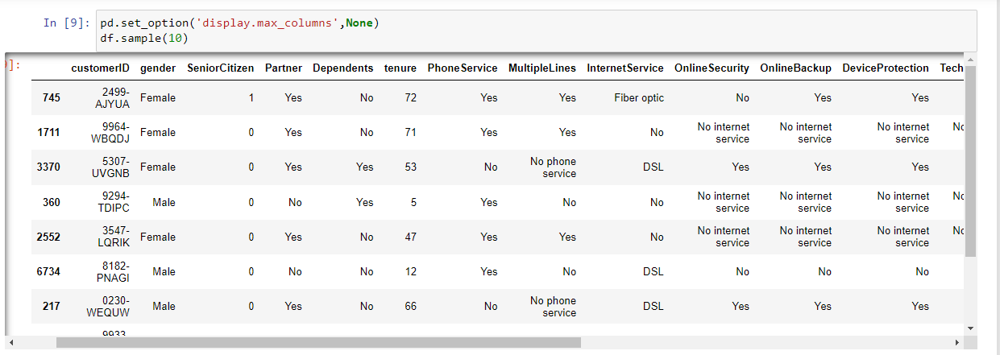 In [9]: pd.set_option('display.max_columns',None)
df.sample(10)
]:
customerID gender SeniorCitizen Partner Dependents tenure PhoneService MultipleLines InternetService OnlineSecurity OnlineBackup DeviceProtection Tech
745 2499-AJYUA Female 1 Yes No 72 Yes Yes Fiber optic No Yes Yes
1711 9964-WBQDJ Female 0 Yes No 71 Yes Yes No No internet service No internet service No internet service No
3370 5307-UVGNB Female 0 Yes Yes 53 No No phone service DSL Yes Yes Yes
360 9294-TDIPC Male 0 No Yes 5 Yes No No No internet service No internet service No internet service No
2552 3547-LQRIK Female 0 Yes No 47 Yes Yes No No internet service No internet service No internet service No
6734 8182-PNAGI Male 0 No No 12 Yes No DSL No No No
217 0230-WEQUW Male 0 Yes No 66 No No phone service DSL Yes Yes Yes
9933